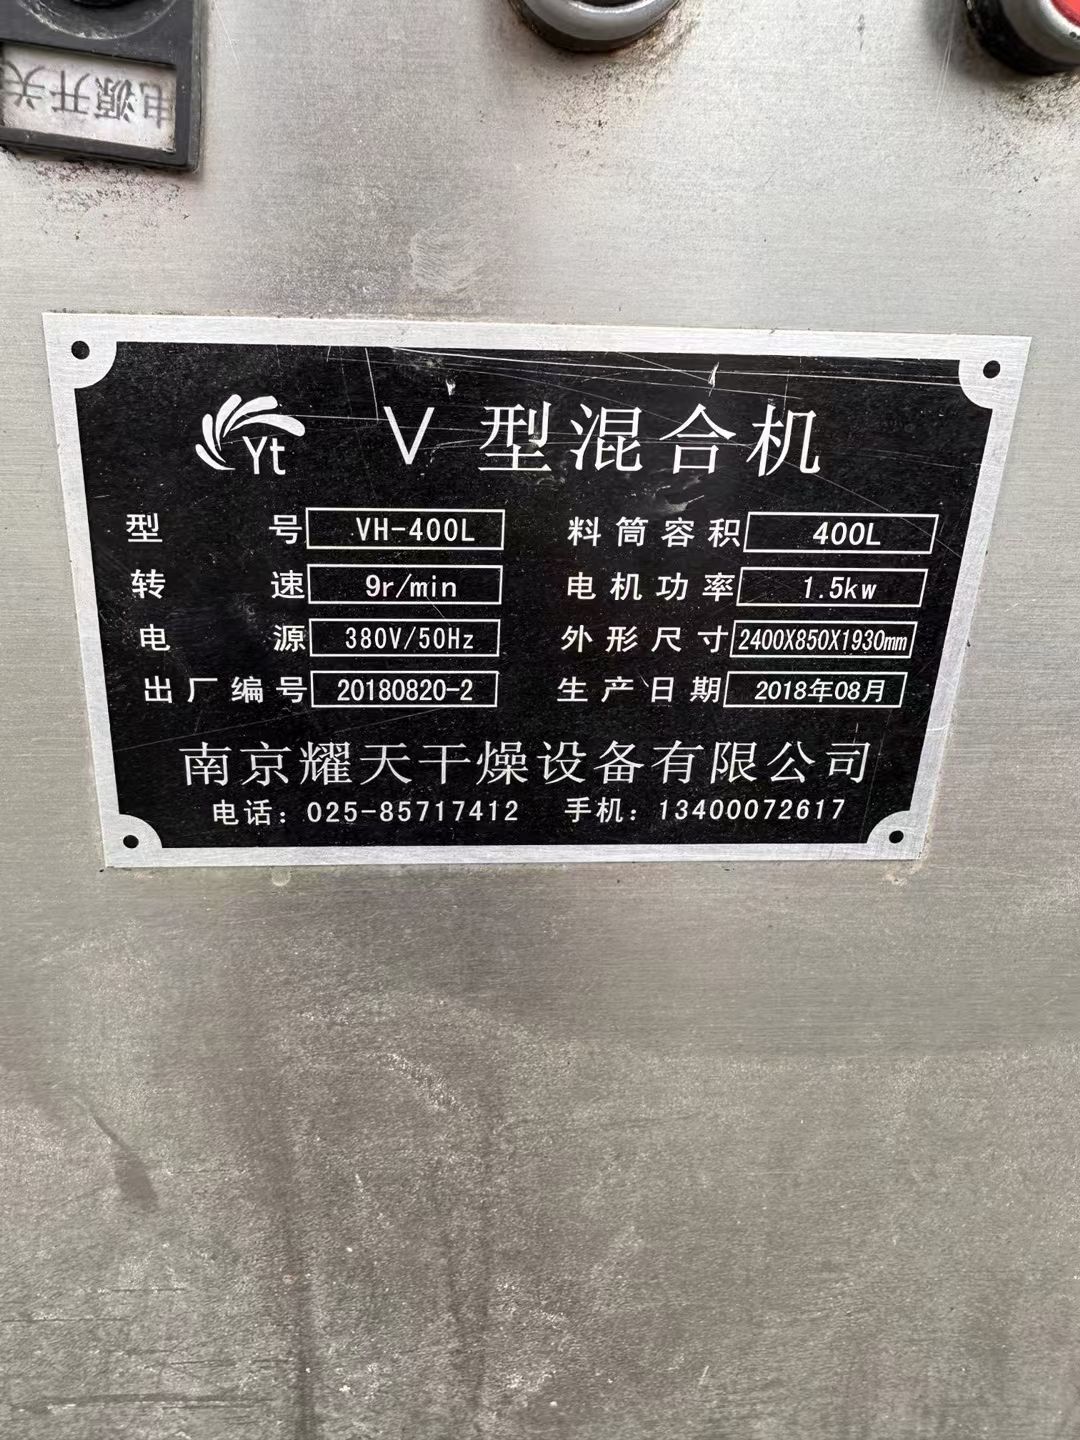 电源开关
Yt V 型混合机
型号 VH-400L 料筒容积 400L
转速 9r/min 电机功率 1.5kw
电源 380V/50Hz 外形尺寸 2400X850X1930mm
出厂编号 20180820-2 生产日期 2018年08月
南京耀天干燥设备有限公司
电话：025-85717412 手机：13400072617